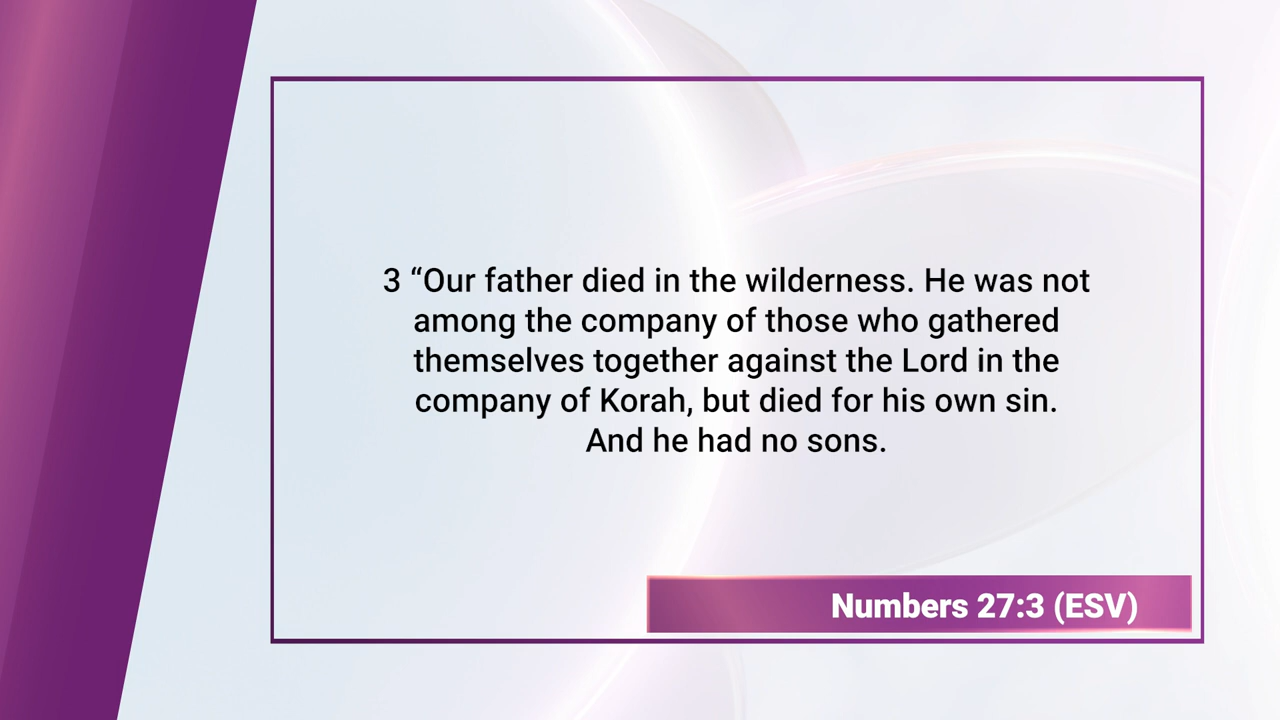 3 “Our father died in the wilderness. He was not
among the company of those who gathered
themselves together against the Lord in the
company of Korah, but died for his own sin.
And he had no sons.
Numbers 27:3 (ESV)